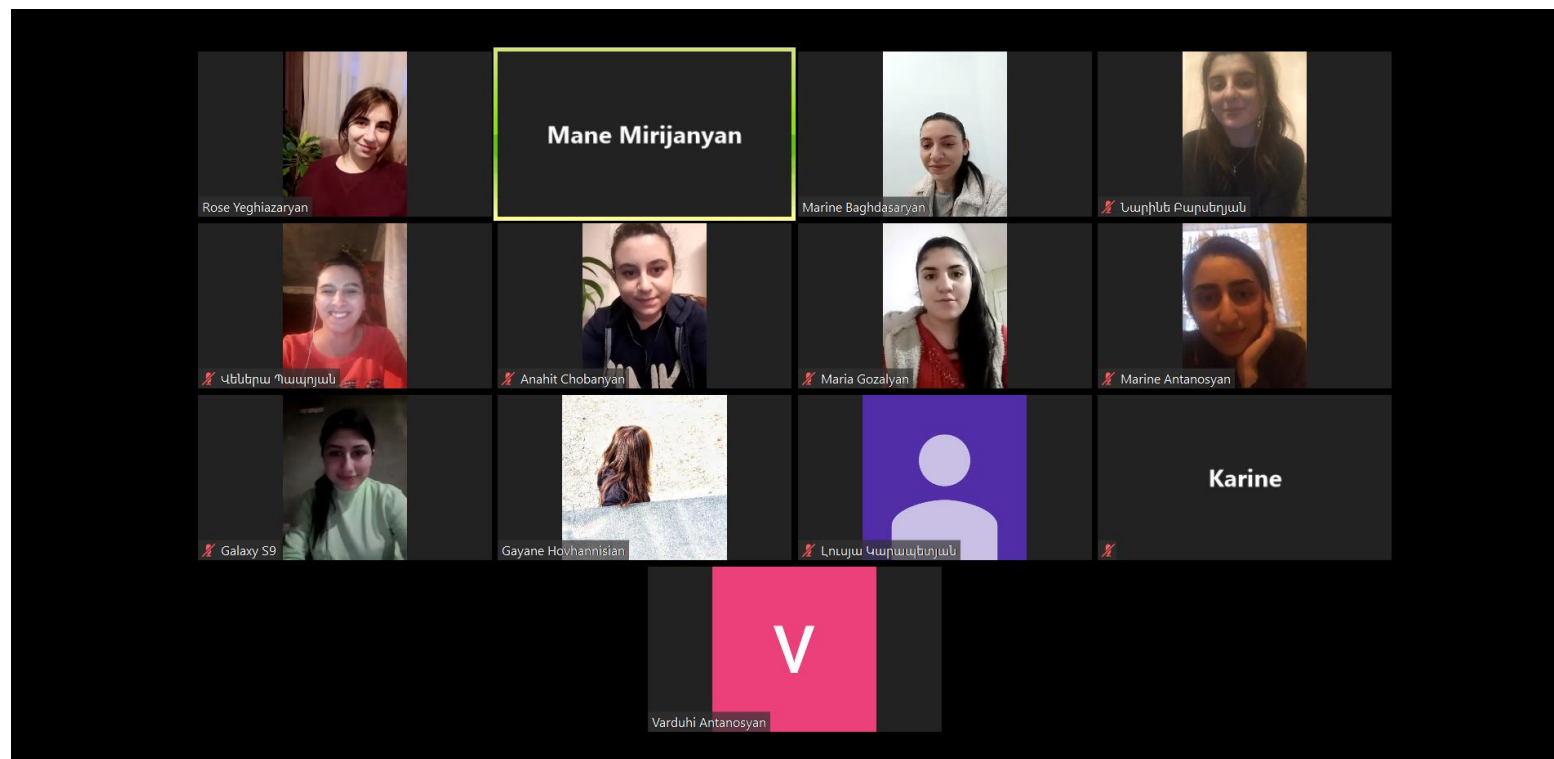 Rose Yeghiazaryan
Mane Mirijanyan
Marine Baghdasaryan
Նարինե Բարսեղյան
Վեներա Պապոյան
Anahit Chobanyan
Maria Gozalyan
Marine Antanosyan
Galaxy S9
Gayane Hovhannisian
Լուսյա Կարապետյան
Karine
V
Varduhi Antanosyan